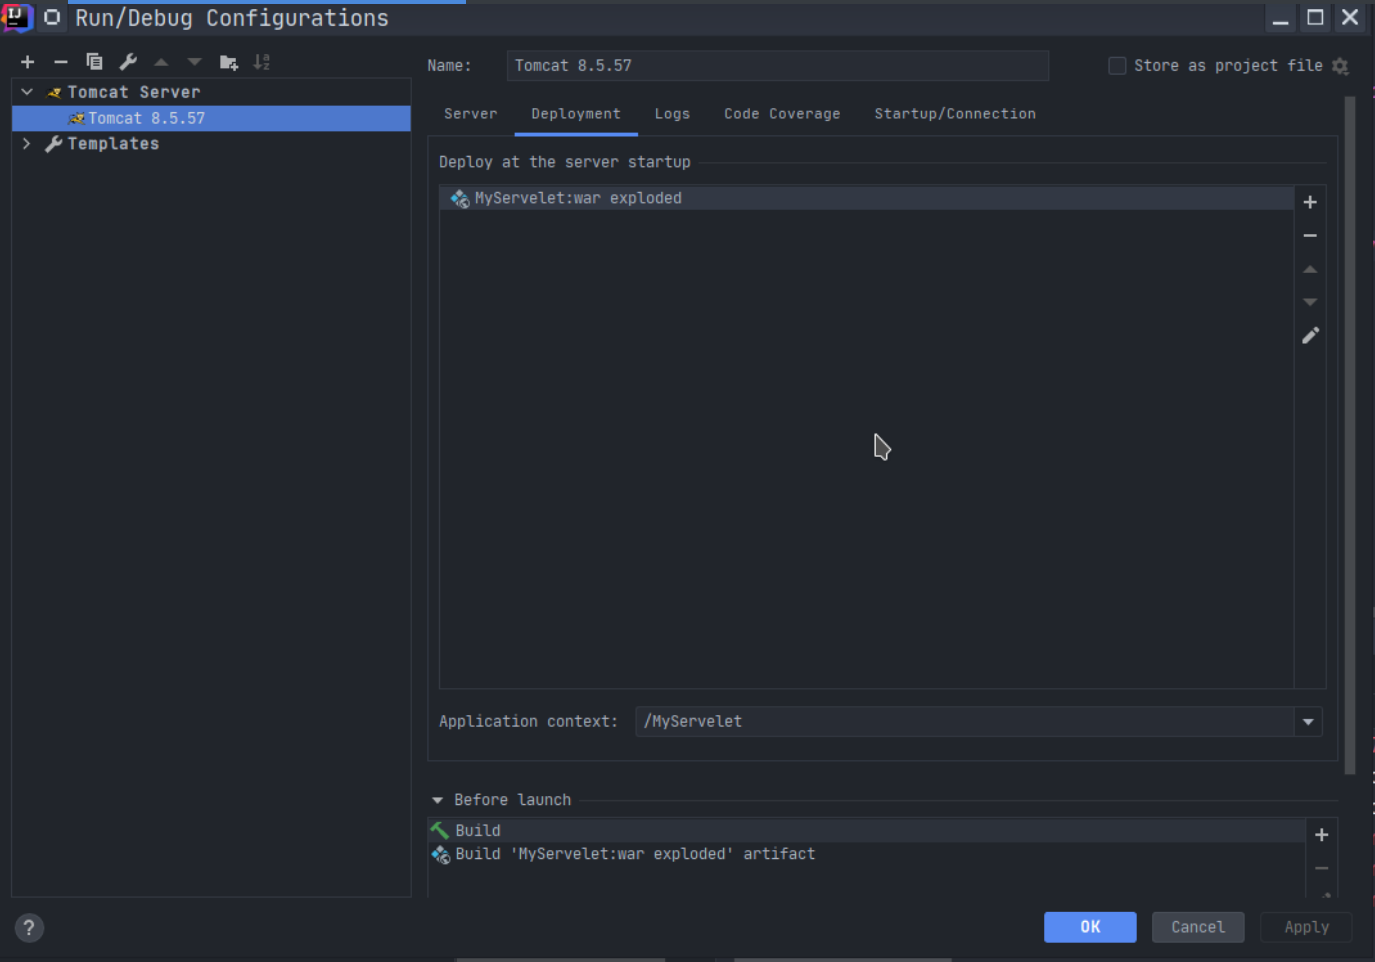 IJ
Run/Debug Configurations
Name:
Tomcat 8.5.57
Store as project file
Tomcat Server
Tomcat 8.5.57
Templates
Server
Deployment
Logs
Code Coverage
Startup/Connection
Deploy at the server startup
MyServelet:war exploded
Application context:
/MyServelet
Before launch
Build
Build 'MyServelet:war exploded' artifact
?
OK
Cancel
Apply